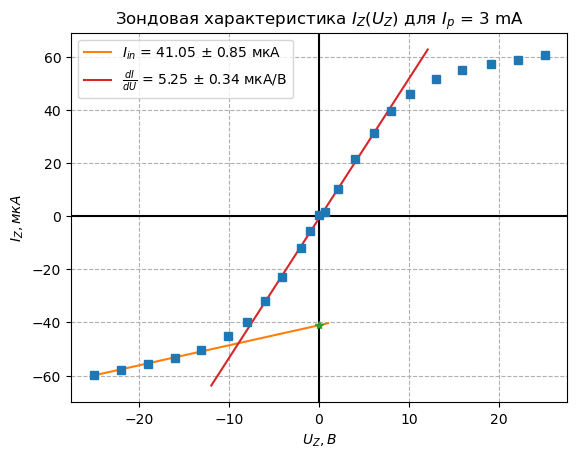 Зондовая характеристика I_Z(U_Z) для I_p = 3 mA
I_in = 41.05 ± 0.85 мкА
dI/dU = 5.25 ± 0.34 мкА/В
I_Z, мкА
60
40
20
0
−20
−40
−60
−20
−10
0
10
20
U_Z, В